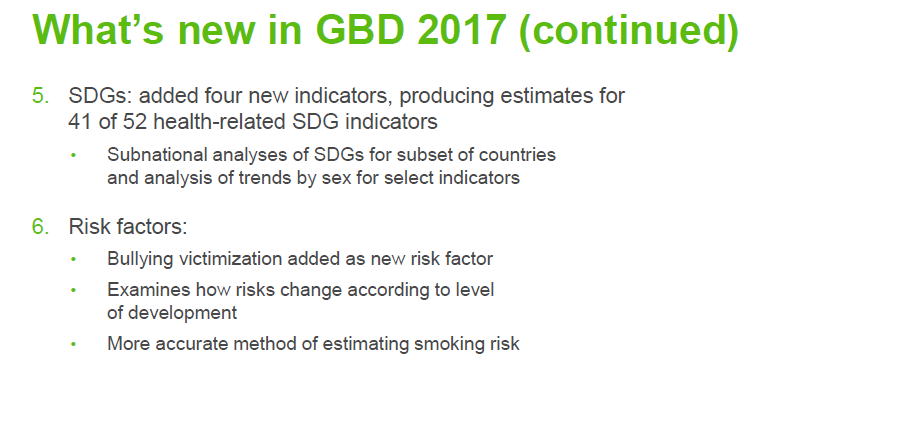 What's new in GBD 2017 (continued)
5. SDGs: added four new indicators, producing estimates for
41 of 52 health-related SDG indicators
• Subnational analyses of SDGs for subset of countries
and analysis of trends by sex for select indicators
6. Risk factors:
• Bullying victimization added as new risk factor
• Examines how risks change according to level
of development
• More accurate method of estimating smoking risk